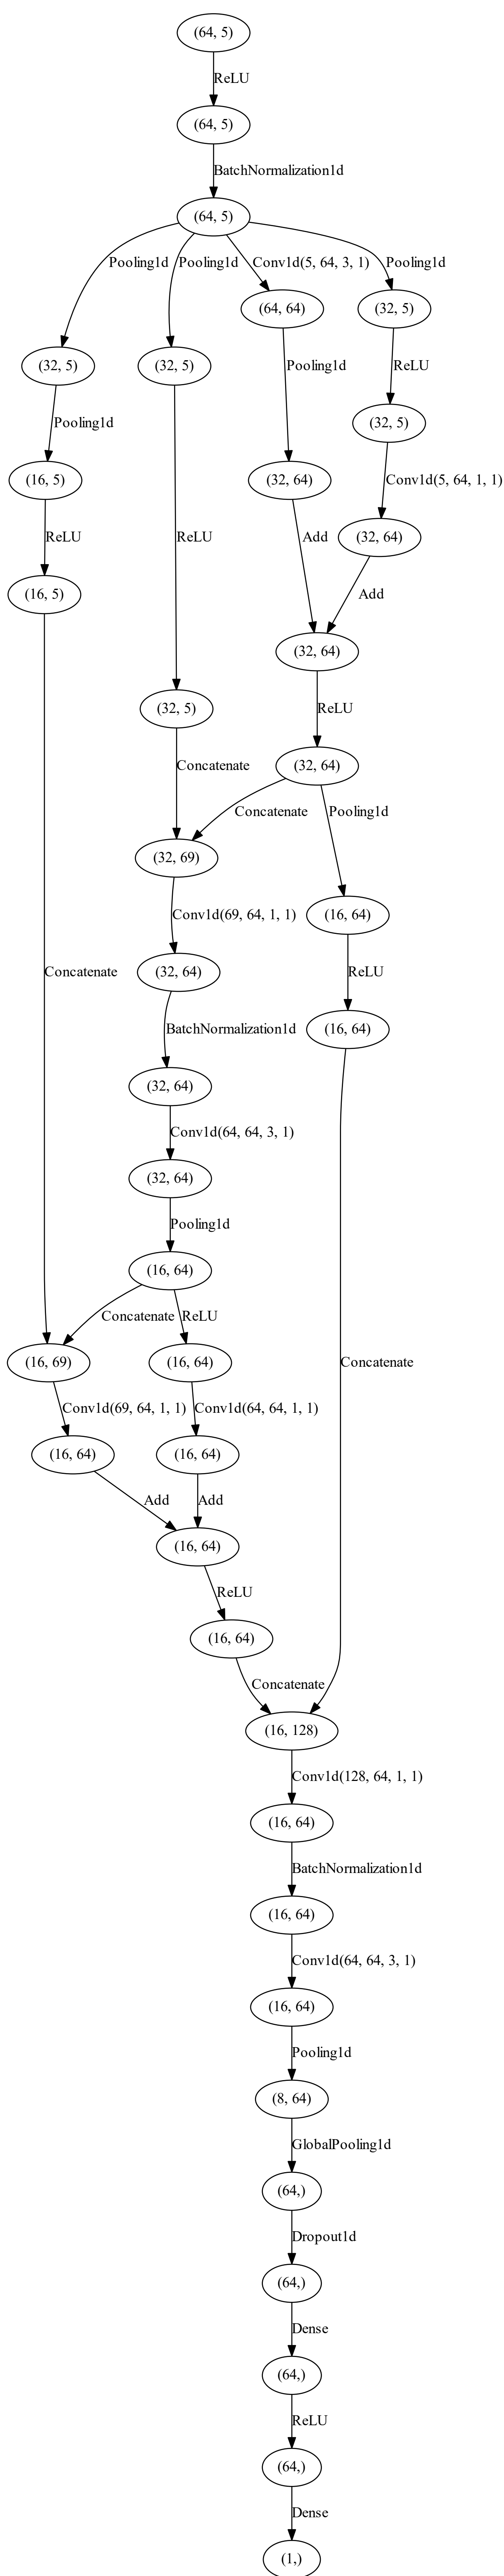 (64, 5)
ReLU
(64, 5)
BatchNormalization1d
(64, 5)
Pooling1d Pooling1d Conv1d(5, 64, 3, 1) Pooling1d
(64, 64) (32, 5)
(32, 5) (32, 5) Pooling1d ReLU
Pooling1d (32, 5)
(16, 5) (32, 64) Conv1d(5, 64, 1, 1)
ReLU ReLU Add (32, 64)
(16, 5) Add
(32, 64)
(32, 5) ReLU
Concatenate (32, 64)
Concatenate Pooling1d
(32, 69)
Conv1d(69, 64, 1, 1) (16, 64)
Concatenate (32, 64) ReLU
BatchNormalization1d (16, 64)
(32, 64)
Conv1d(64, 64, 3, 1)
(32, 64)
Pooling1d
(16, 64)
Concatenate ReLU
(16, 69) (16, 64) Concatenate
Conv1d(69, 64, 1, 1) Conv1d(64, 64, 1, 1)
(16, 64) (16, 64)
Add Add
(16, 64)
ReLU
(16, 64)
Concatenate
(16, 128)
Conv1d(128, 64, 1, 1)
(16, 64)
BatchNormalization1d
(16, 64)
Conv1d(64, 64, 3, 1)
(16, 64)
Pooling1d
(8, 64)
GlobalPooling1d
(64,)
Dropout1d
(64,)
Dense
(64,)
ReLU
(64,)
Dense
(1,)